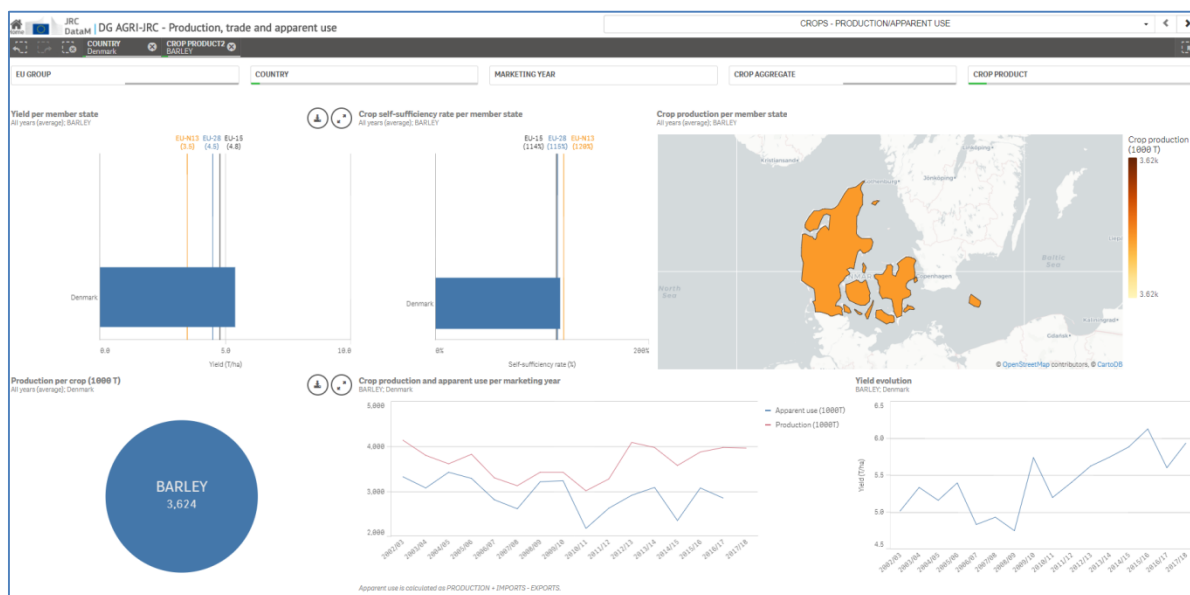 Home
JRC
DataM
DG AGRI-JRC - Production, trade and apparent use
CROPS - PRODUCTION/APPARENT USE
COUNTRY
Denmark
CROP PRODUCT2
BARLEY
EU GROUP
COUNTRY
MARKETING YEAR
CROP AGGREGATE
CROP PRODUCT
Yield per member state
All years (average); BARLEY
EU-N13 EU-28 EU-15
(3.5) (4.5) (4.8)
Denmark
0.0 5.0 10.0
Yield (T/ha)
Crop self-sufficiency rate per member state
All years (average); BARLEY
EU-15 EU-28 EU-N13
(114%) (115%) (120%)
Denmark
0% 200%
Self-sufficiency rate (%)
Crop production per member state
All years (average); BARLEY
Kristiansand
Jönköping
North
Sea
Baltic
Sea
Gdańsk
Kaliningrad
© OpenStreetMap contributors, © CartoDB
Crop production
(1000 T)
3.62k
3.62k
Production per crop (1000 T)
All years (average); Denmark
BARLEY
3,624
Crop production and apparent use per marketing year
BARLEY; Denmark
5,000
4,000
3,000
2,000
2002/03 2003/04 2004/05 2005/06 2006/07 2007/08 2008/09 2009/10 2010/11 2011/12 2012/13 2013/14 2014/15 2015/16 2016/17 2017/18
Apparent use (1000T)
Production (1000T)
Apparent use is calculated as PRODUCTION + IMPORTS - EXPORTS.
Yield evolution
BARLEY; Denmark
Yield (T/ha)
6.5
6.0
5.5
5.0
4.5
2002/03 2003/04 2004/05 2005/06 2006/07 2007/08 2008/09 2009/10 2010/11 2011/12 2012/13 2013/14 2014/15 2015/16 2016/17 2017/18